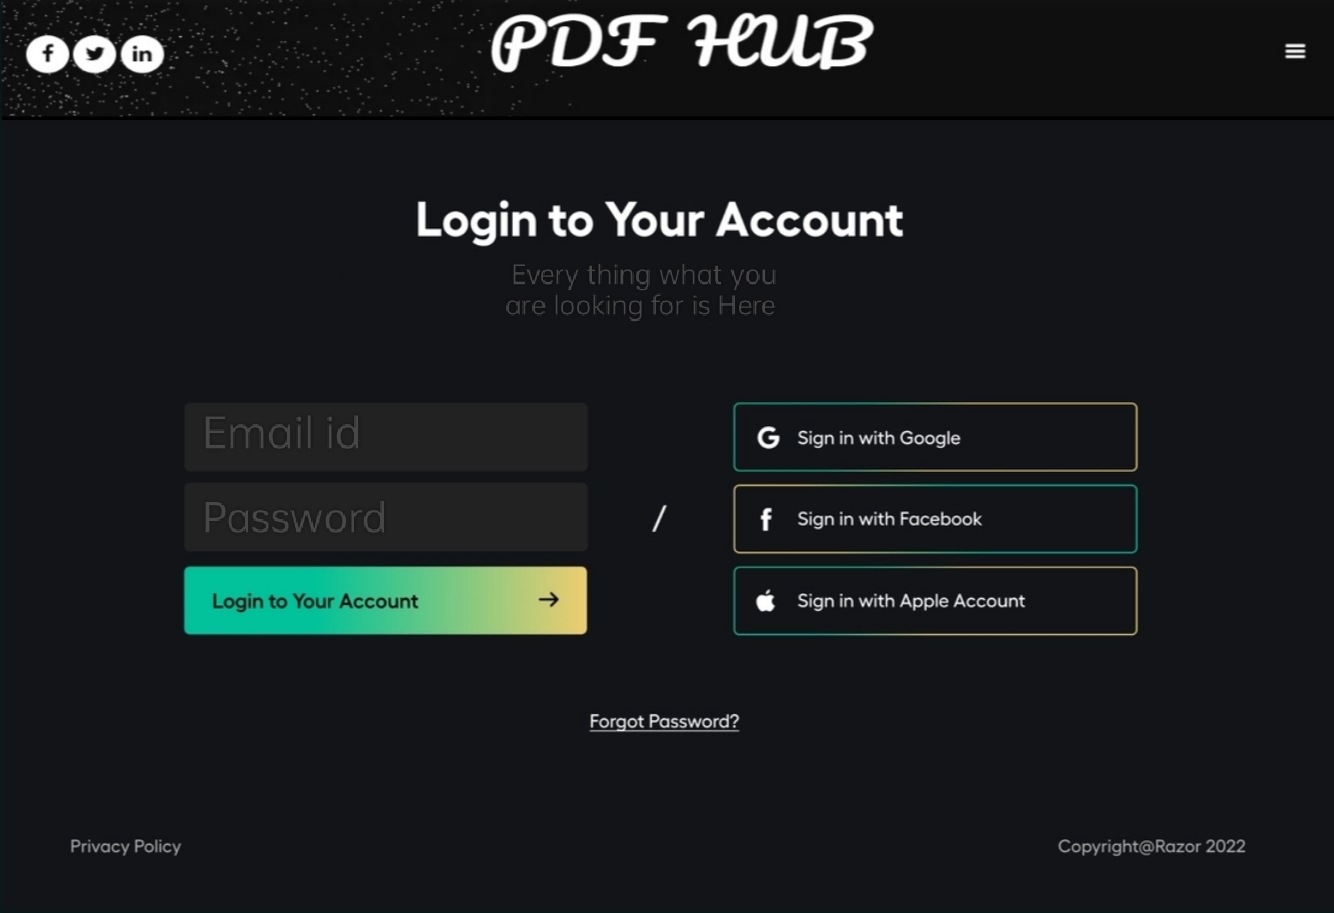 PDF HUB
Login to Your Account
Every thing what you
are looking for is Here
Email id
Password
Login to Your Account
/
Sign in with Google
Sign in with Facebook
Sign in with Apple Account
Forgot Password?
Privacy Policy
Copyright@Razor 2022